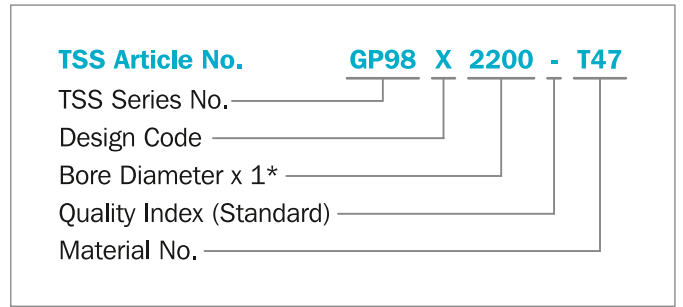 TSS Article No. GP98 X 2200 - T47
TSS Series No.
Design Code
Bore Diameter x 1*
Quality Index (Standard)
Material No.